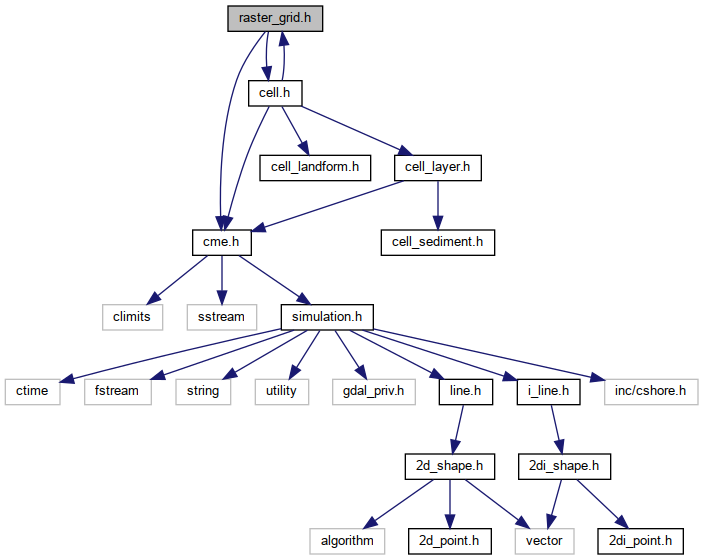 raster_grid.h
cell.h
cell_landform.h
cell_layer.h
cme.h
cell_sediment.h
climits
sstream
simulation.h
ctime
fstream
string
utility
gdal_priv.h
line.h
i_line.h
inc/cshore.h
2d_shape.h
2di_shape.h
algorithm
2d_point.h
vector
2di_point.h